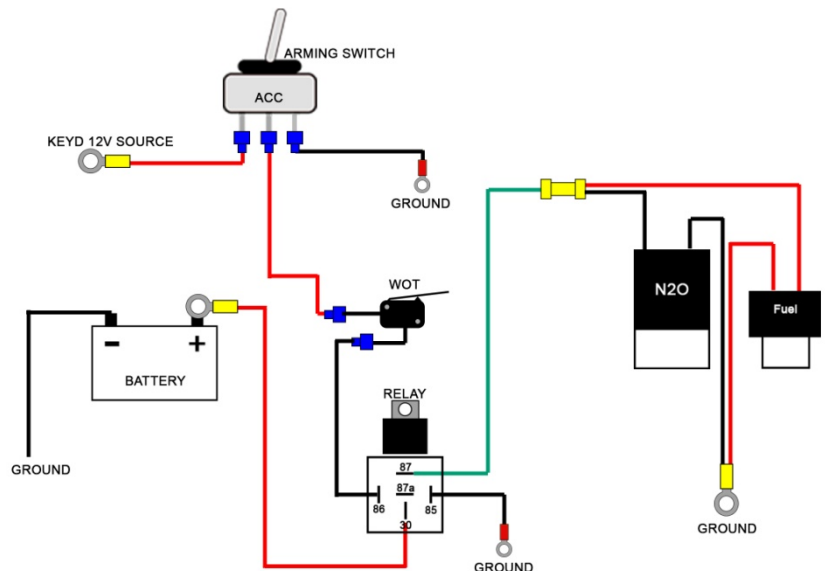 ARMING SWITCH
ACC
KEYD 12V SOURCE
GROUND
WOT
N2O
Fuel
- +
BATTERY
RELAY
87
87a
86
85
30
GROUND
GROUND
GROUND